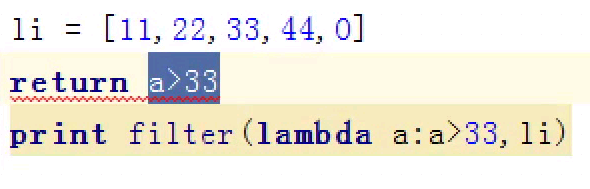 li = [11,22,33,44,0]
return a>33
print filter(lambda a:a>33,li)